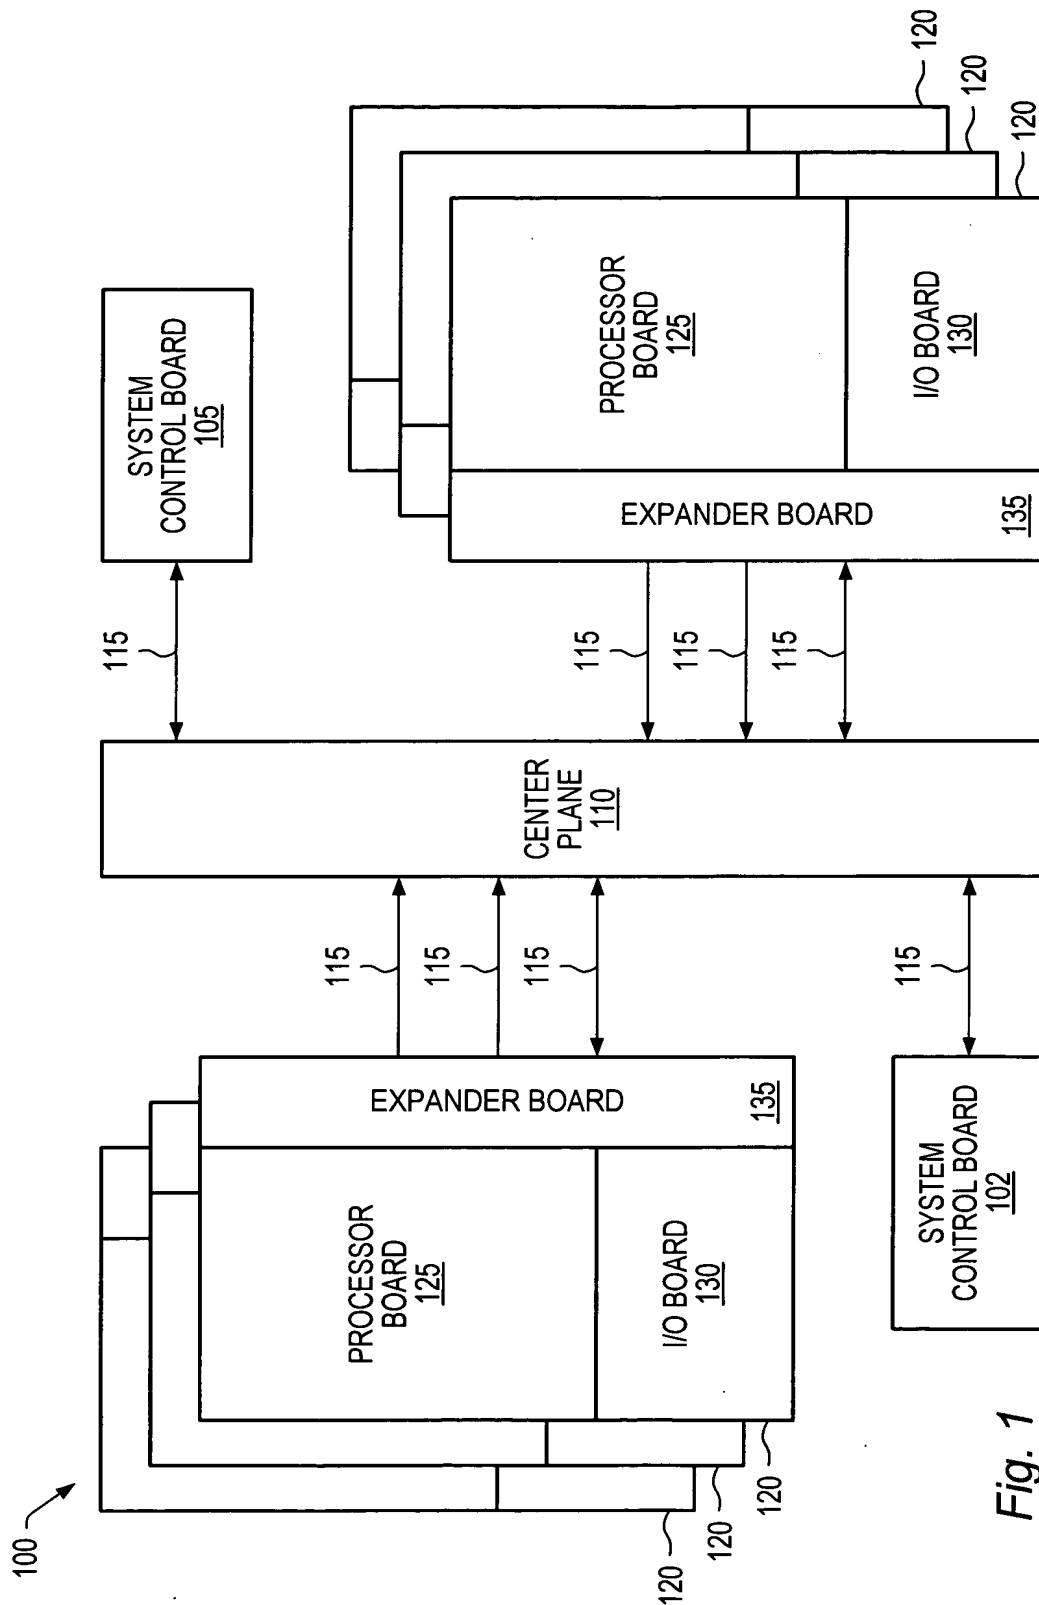 100
120
120
120
PROCESSOR
BOARD
125
I/O BOARD
130
EXPANDER BOARD
135
115
115
115
SYSTEM
CONTROL BOARD
102
115
CENTER
PLANE
110
115
SYSTEM
CONTROL BOARD
105
115
115
115
EXPANDER BOARD
135
PROCESSOR
BOARD
125
I/O BOARD
130
120
120
120
Fig. 1